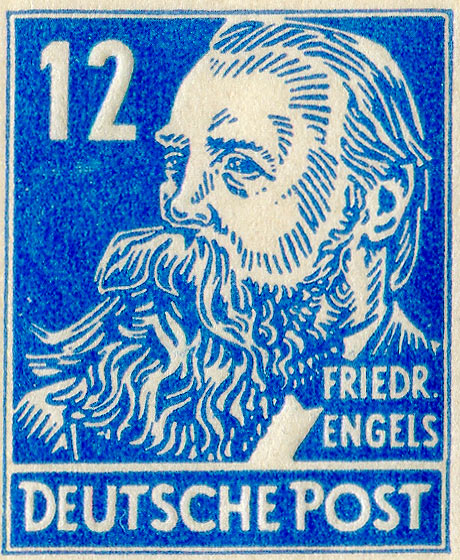 12
FRIEDR.
ENGELS
DEUTSCHE POST